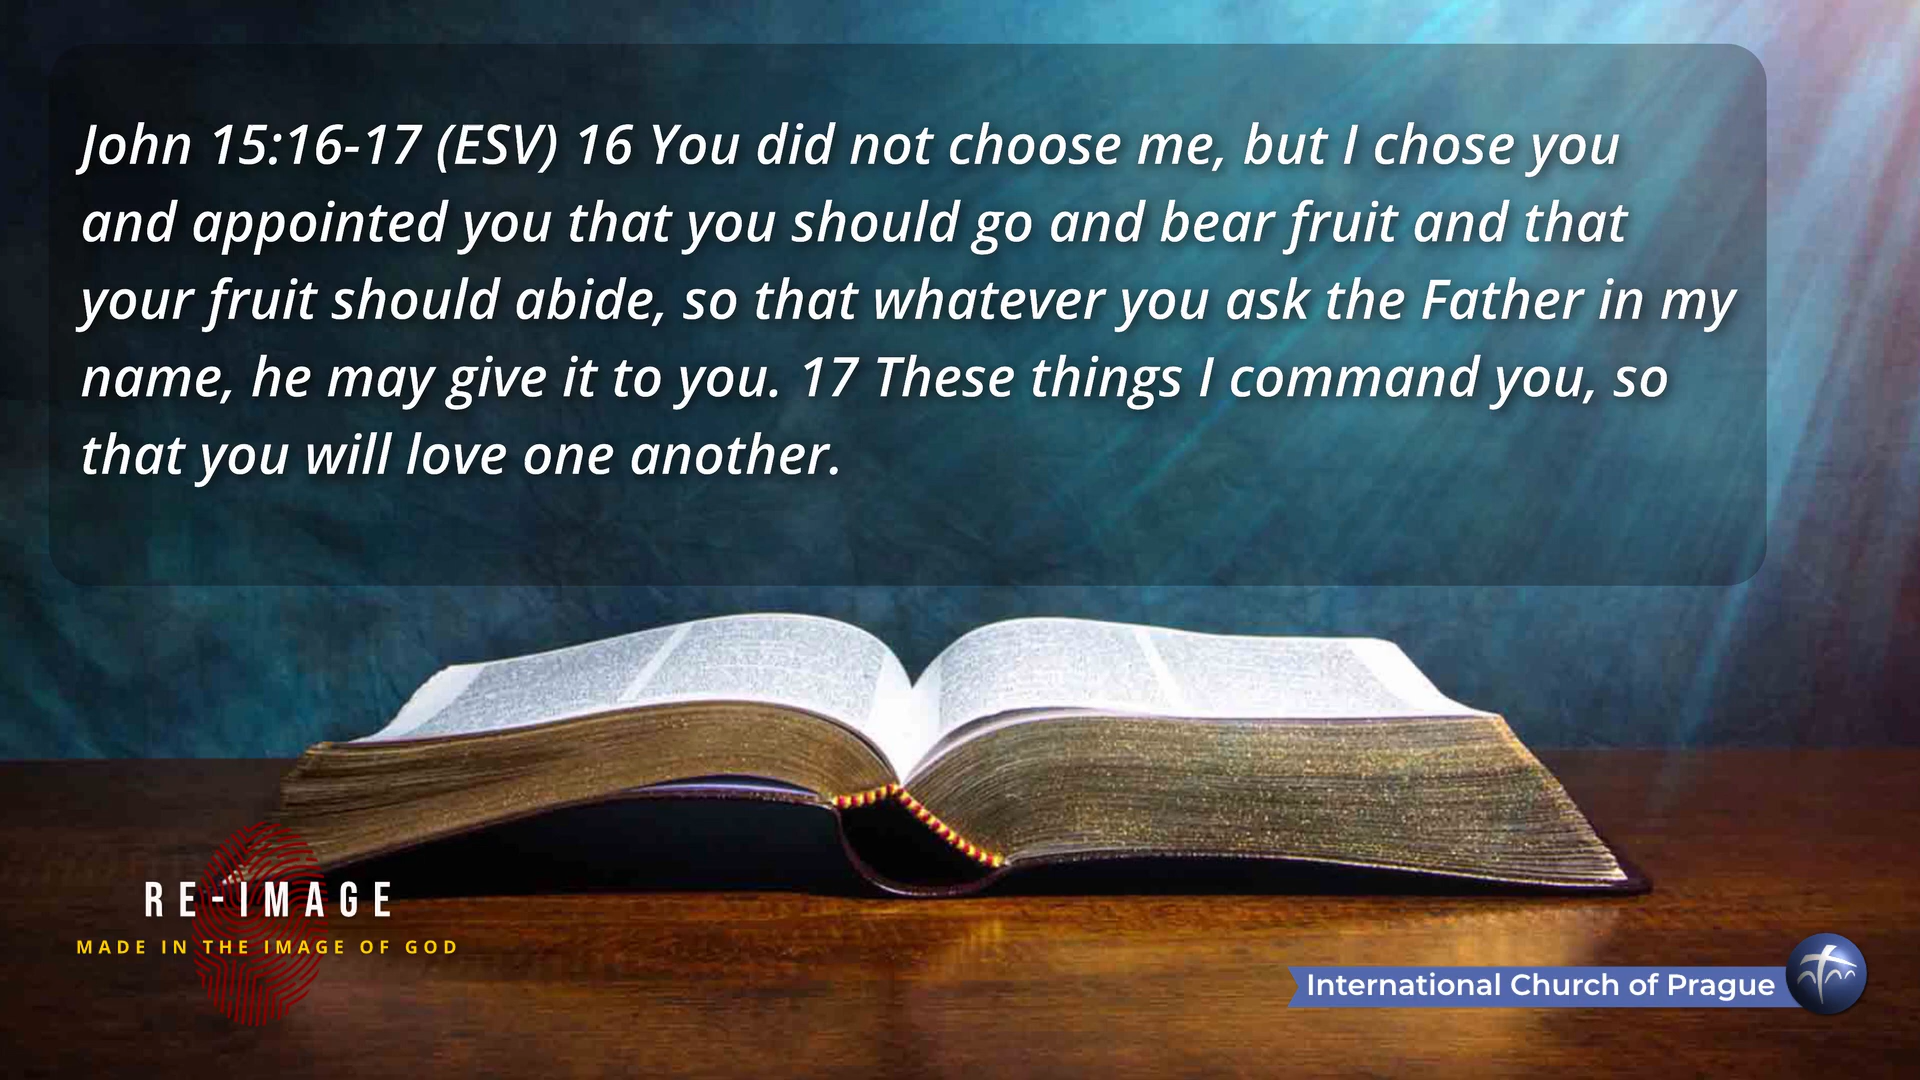 John 15:16-17 (ESV) 16 You did not choose me, but I chose you
and appointed you that you should go and bear fruit and that
your fruit should abide, so that whatever you ask the Father in my
name, he may give it to you. 17 These things I command you, so
that you will love one another.
RE-IMAGE
MADE IN THE IMAGE OF GOD
International Church of Prague